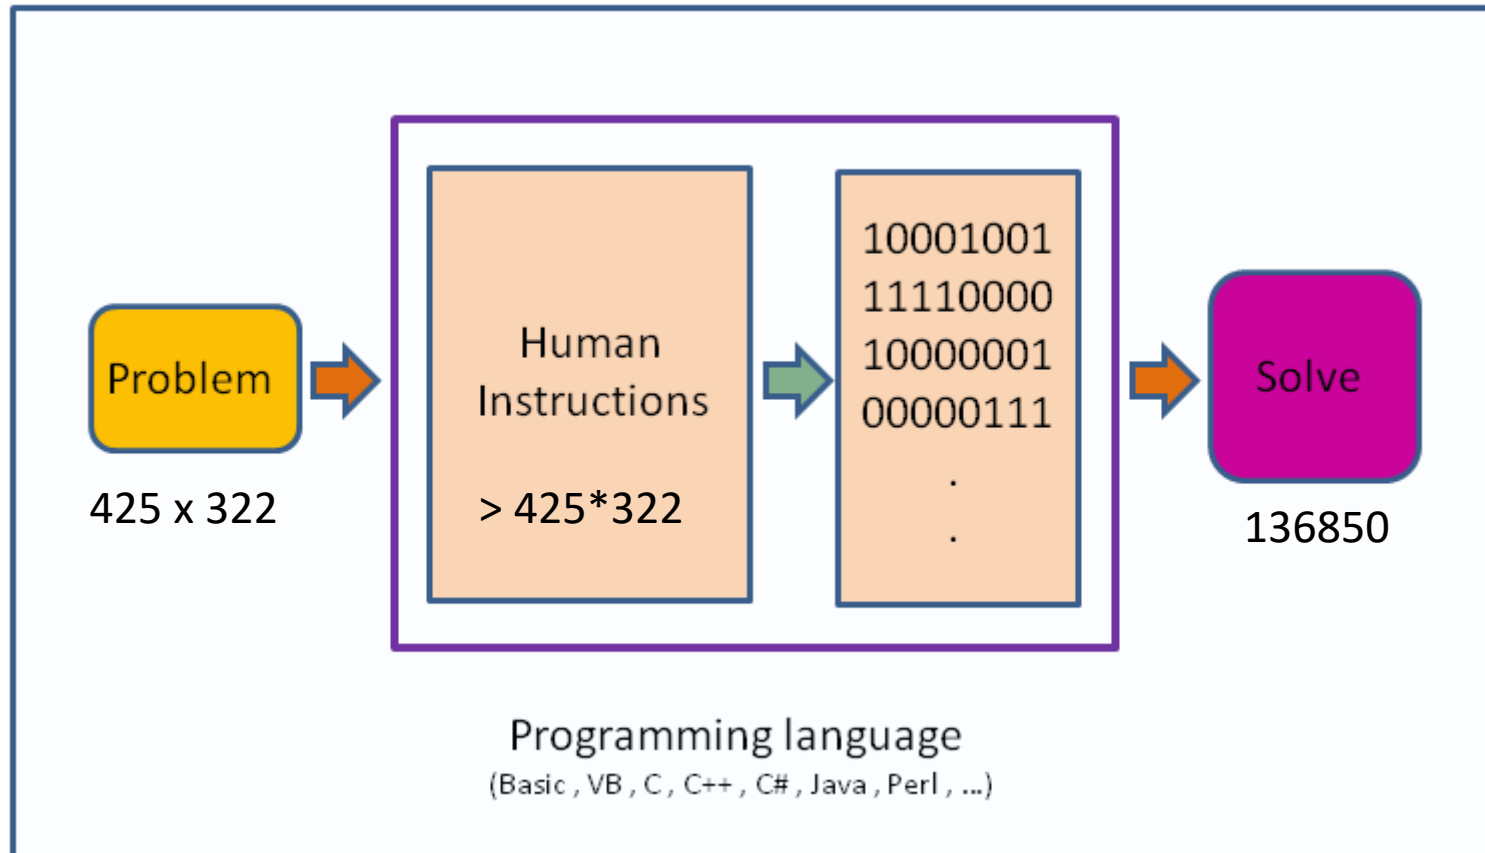 Problem
425 x 322
Human
Instructions
> 425*322
10001001
11110000
10000001
00000111
.
.
Solve
136850
Programming language
(Basic , VB , C , C++ , C# , Java , Perl , ...)